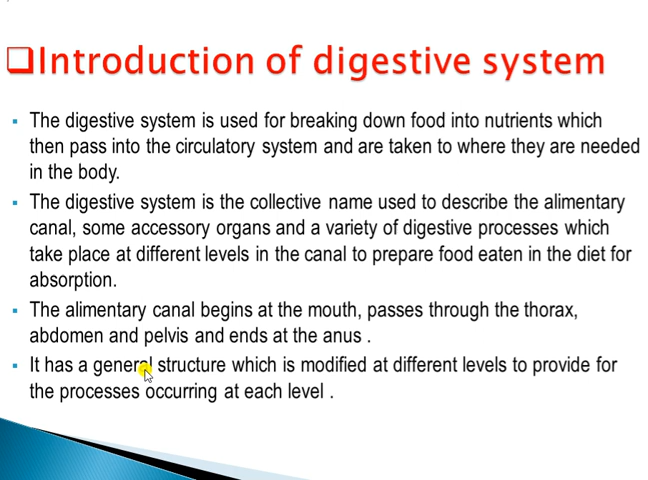 ❑Introduction of digestive system
▪ The digestive system is used for breaking down food into nutrients which
then pass into the circulatory system and are taken to where they are needed
in the body.
▪ The digestive system is the collective name used to describe the alimentary
canal, some accessory organs and a variety of digestive processes which
take place at different levels in the canal to prepare food eaten in the diet for
absorption.
▪ The alimentary canal begins at the mouth, passes through the thorax,
abdomen and pelvis and ends at the anus .
▪ It has a general structure which is modified at different levels to provide for
the processes occurring at each level .